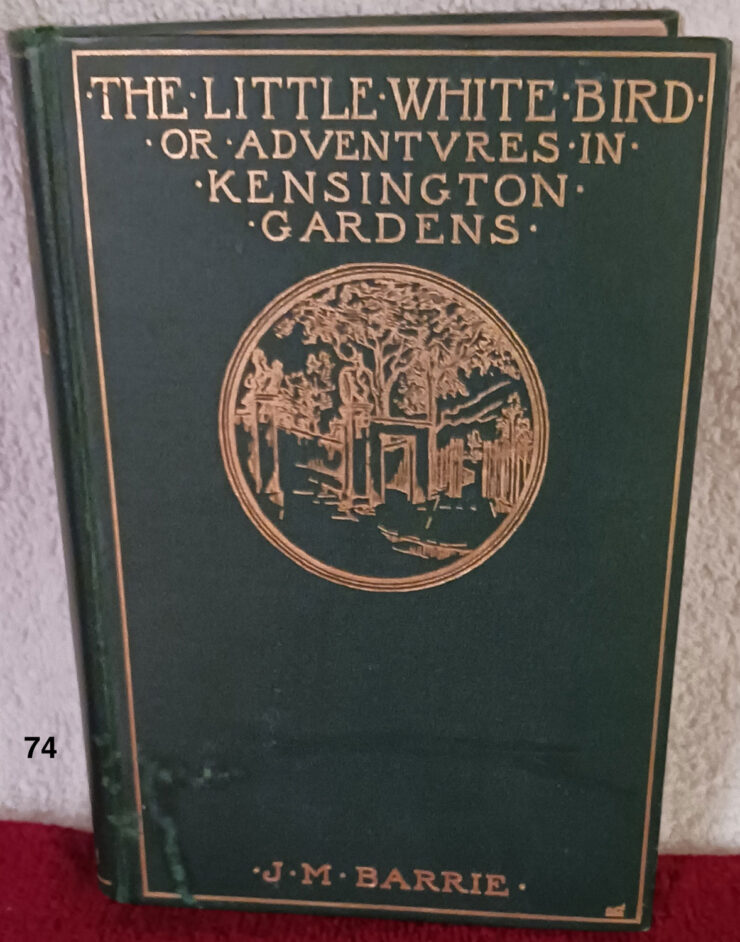 ·THE·LITTLE·WHITE·BIRD·
·OR·ADVENTVRES·IN·
·KENSINGTON·
·GARDENS·
74
·J·M·BARRIE·